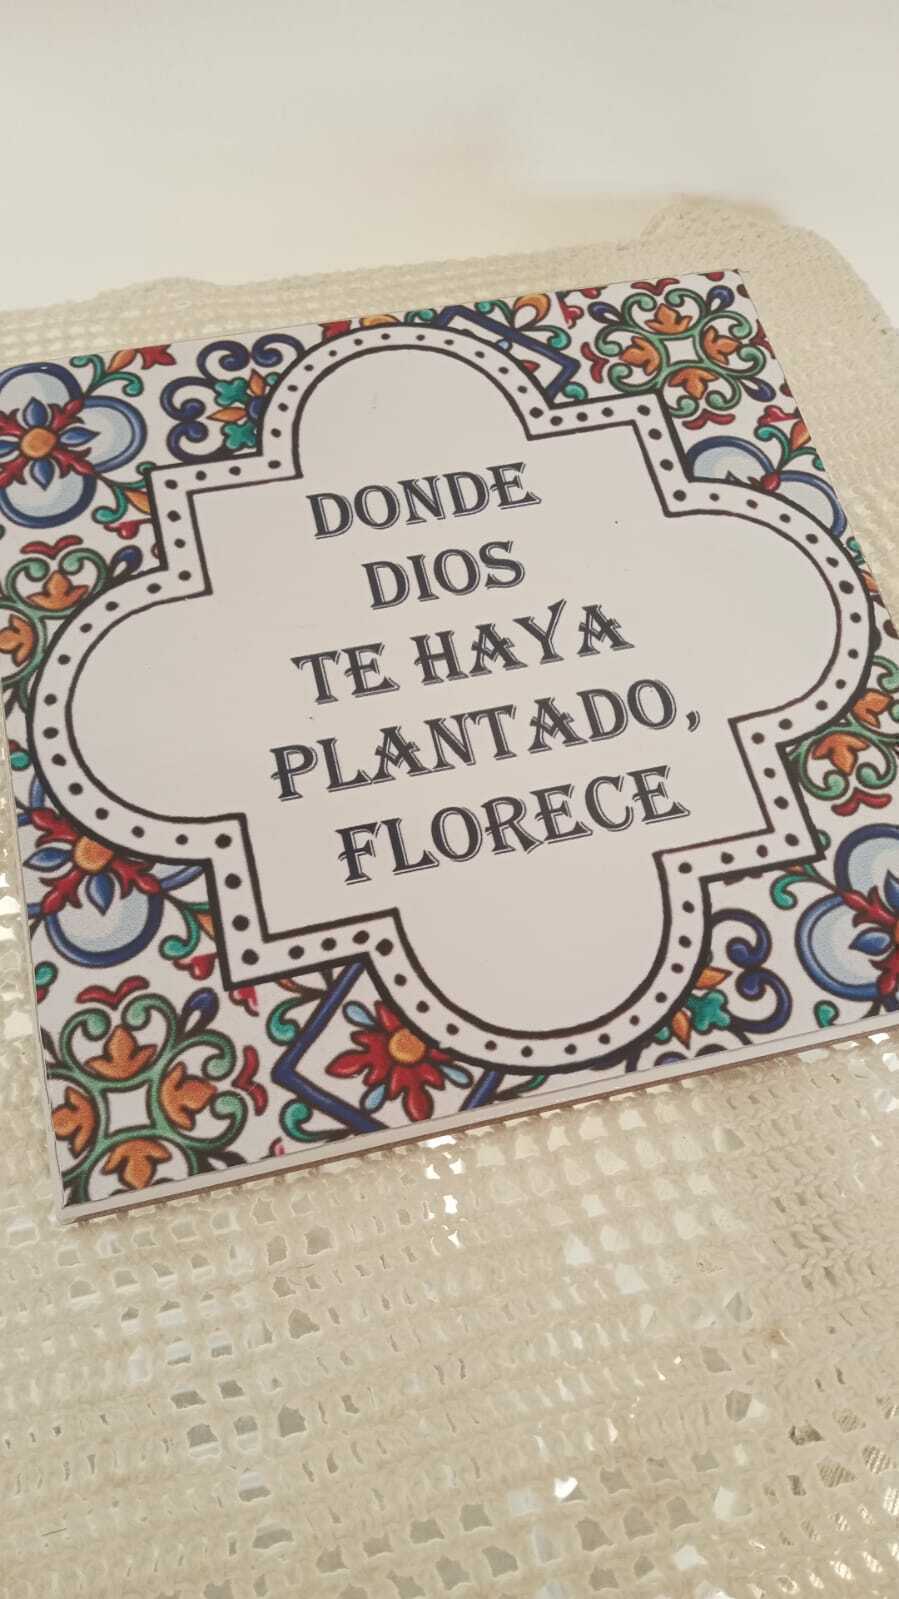 DONDE
DIOS
TE HAYA
PLANTADO,
FLORECE